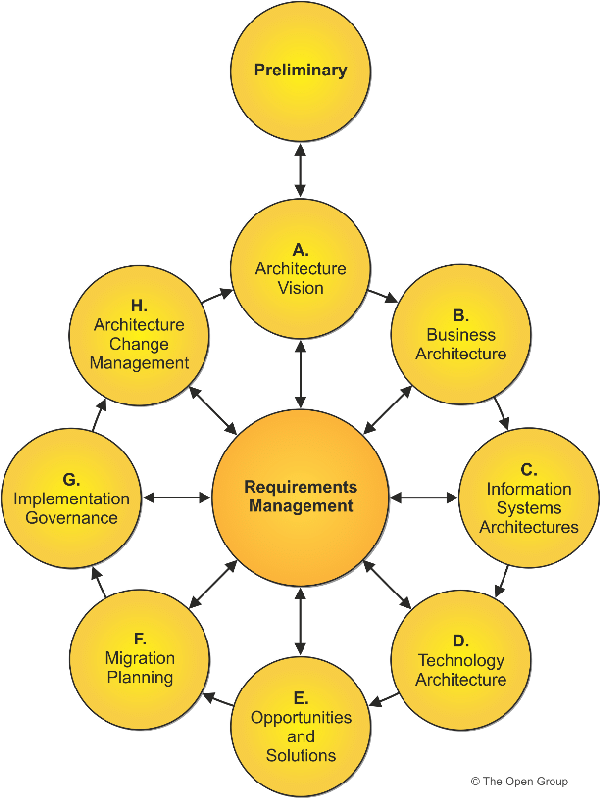 Preliminary
A.
Architecture
Vision
B.
Business
Architecture
C.
Information
Systems
Architectures
D.
Technology
Architecture
E.
Opportunities
and
Solutions
F.
Migration
Planning
G.
Implementation
Governance
H.
Architecture
Change
Management
Requirements
Management
© The Open Group